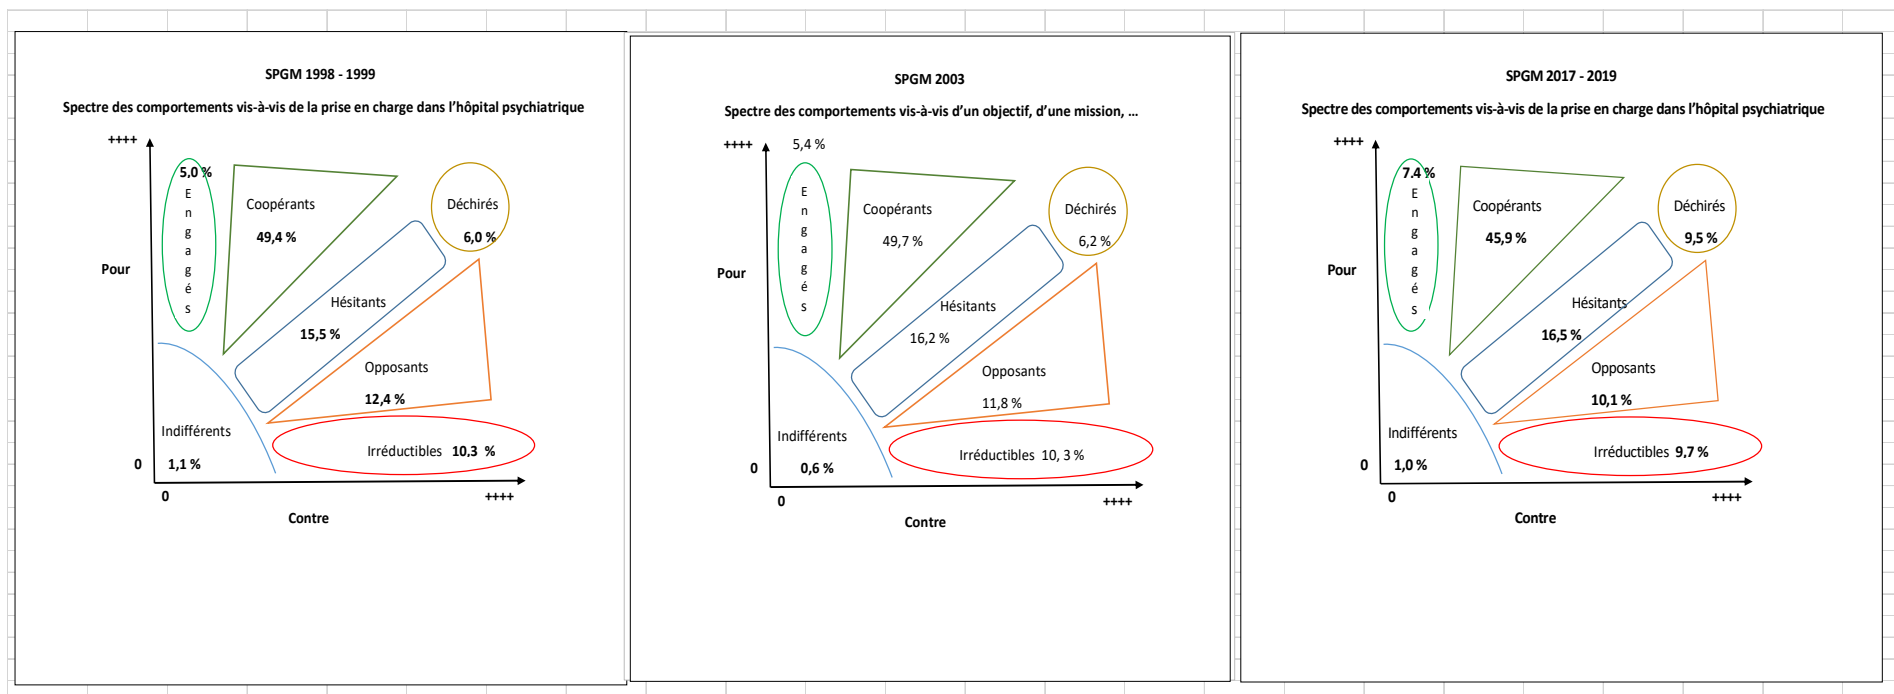 SPGM 1998 - 1999
Spectre des comportements vis-à-vis de la prise en charge dans l’hôpital psychiatrique
++++
5,0 %
Engagés
Coopérants
49,4 %
Déchirés
6,0 %
Pour
Hésitants
15,5 %
Opposants
12,4 %
Indifférents
1,1 %
Irréductibles 10,3 %
0
0
++++
Contre
SPGM 2003
Spectre des comportements vis-à-vis d’un objectif, d’une mission, ...
++++
5,4 %
Engagés
Coopérants
49,7 %
Déchirés
6,2 %
Pour
Hésitants
16,2 %
Opposants
11,8 %
Indifférents
0,6 %
Irréductibles 10, 3 %
0
0
++++
Contre
SPGM 2017 - 2019
Spectre des comportements vis-à-vis de la prise en charge dans l’hôpital psychiatrique
++++
7.4 %
Engagés
Coopérants
45,9 %
Déchirés
9,5 %
Pour
Hésitants
16,5 %
Opposants
10,1 %
Indifférents
1,0 %
Irréductibles 9,7 %
0
0
++++
Contre